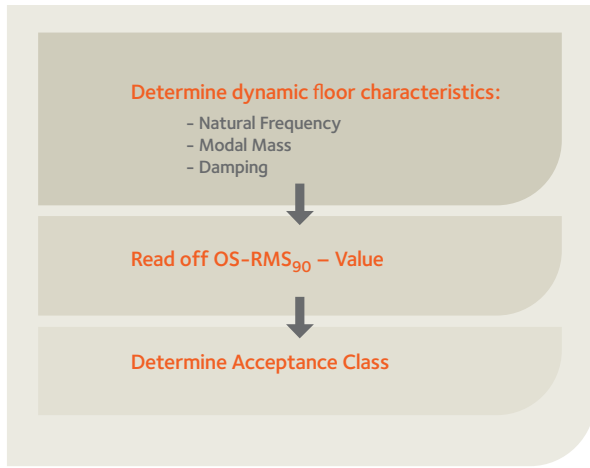 Determine dynamic floor characteristics:
- Natural Frequency
- Modal Mass
- Damping
Read off OS-RMS₉₀ – Value
Determine Acceptance Class